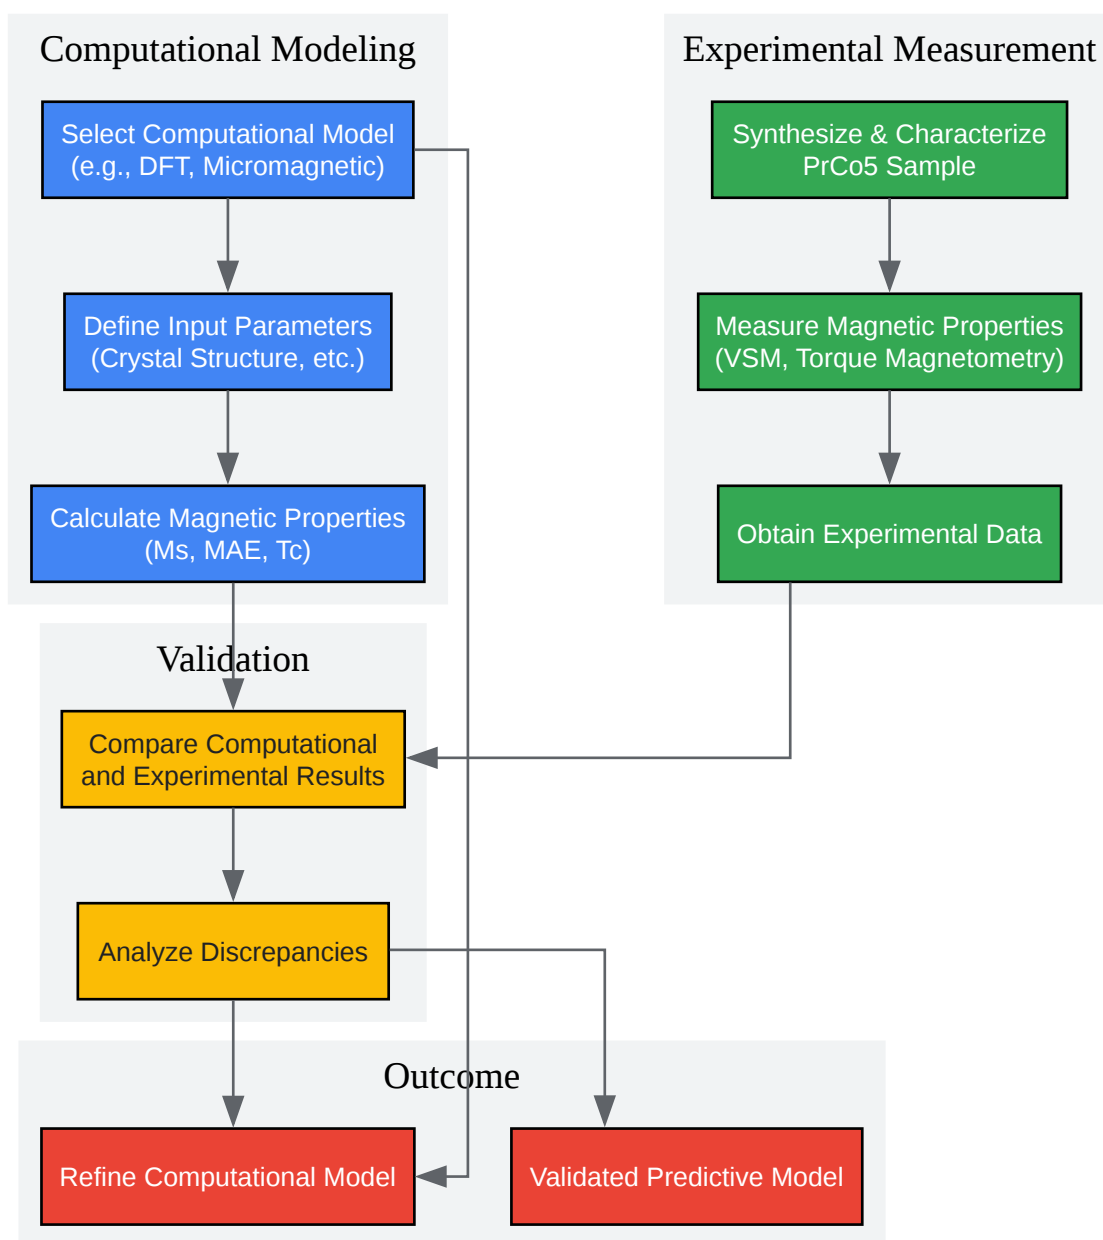 Computational Modeling
Select Computational Model
(e.g., DFT, Micromagnetic)
Define Input Parameters
(Crystal Structure, etc.)
Calculate Magnetic Properties
(Ms, MAE, Tc)
Experimental Measurement
Synthesize & Characterize
PrCo5 Sample
Measure Magnetic Properties
(VSM, Torque Magnetometry)
Obtain Experimental Data
Validation
Compare Computational
and Experimental Results
Analyze Discrepancies
Outcome
Refine Computational Model
Validated Predictive Model